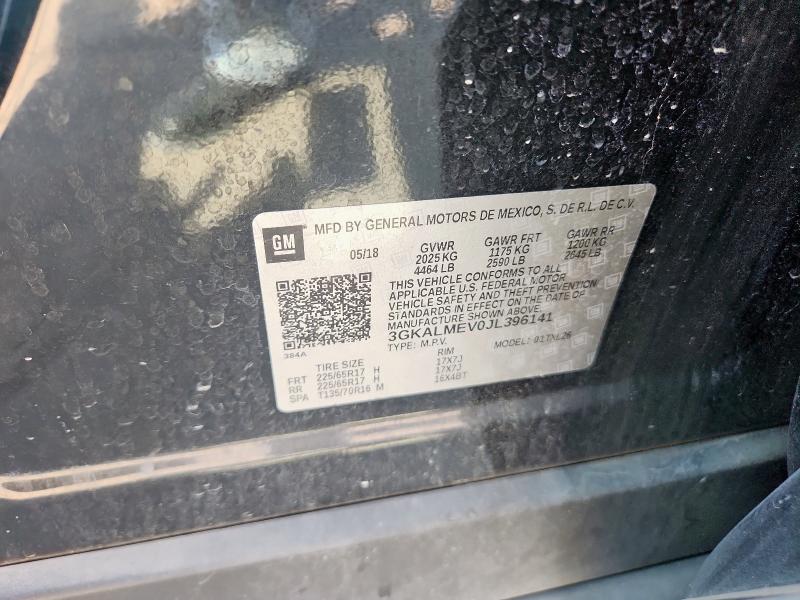 GM
MFD BY GENERAL MOTORS DE MEXICO, S. DE R.L. DE C.V.
05/18 GVWR GAWR FRT GAWR RR
2025 KG 1175 KG 1200 KG
4464 LB 2590 LB 2645 LB
THIS VEHICLE CONFORMS TO ALL
APPLICABLE U.S. FEDERAL MOTOR
VEHICLE SAFETY AND THEFT PREVENTION
STANDARDS IN EFFECT ON THE DATE OF
MANUFACTURE SHOWN ABOVE.
3GKALMEV0JL396141
TYPE: M.P.V. MODEL: 01TXL26
384A
TIRE SIZE RIM
FRT 225/65R17 H 17X7J
RR 225/65R17 H 17X7J
SPA T135/70R16 M 16X4BT